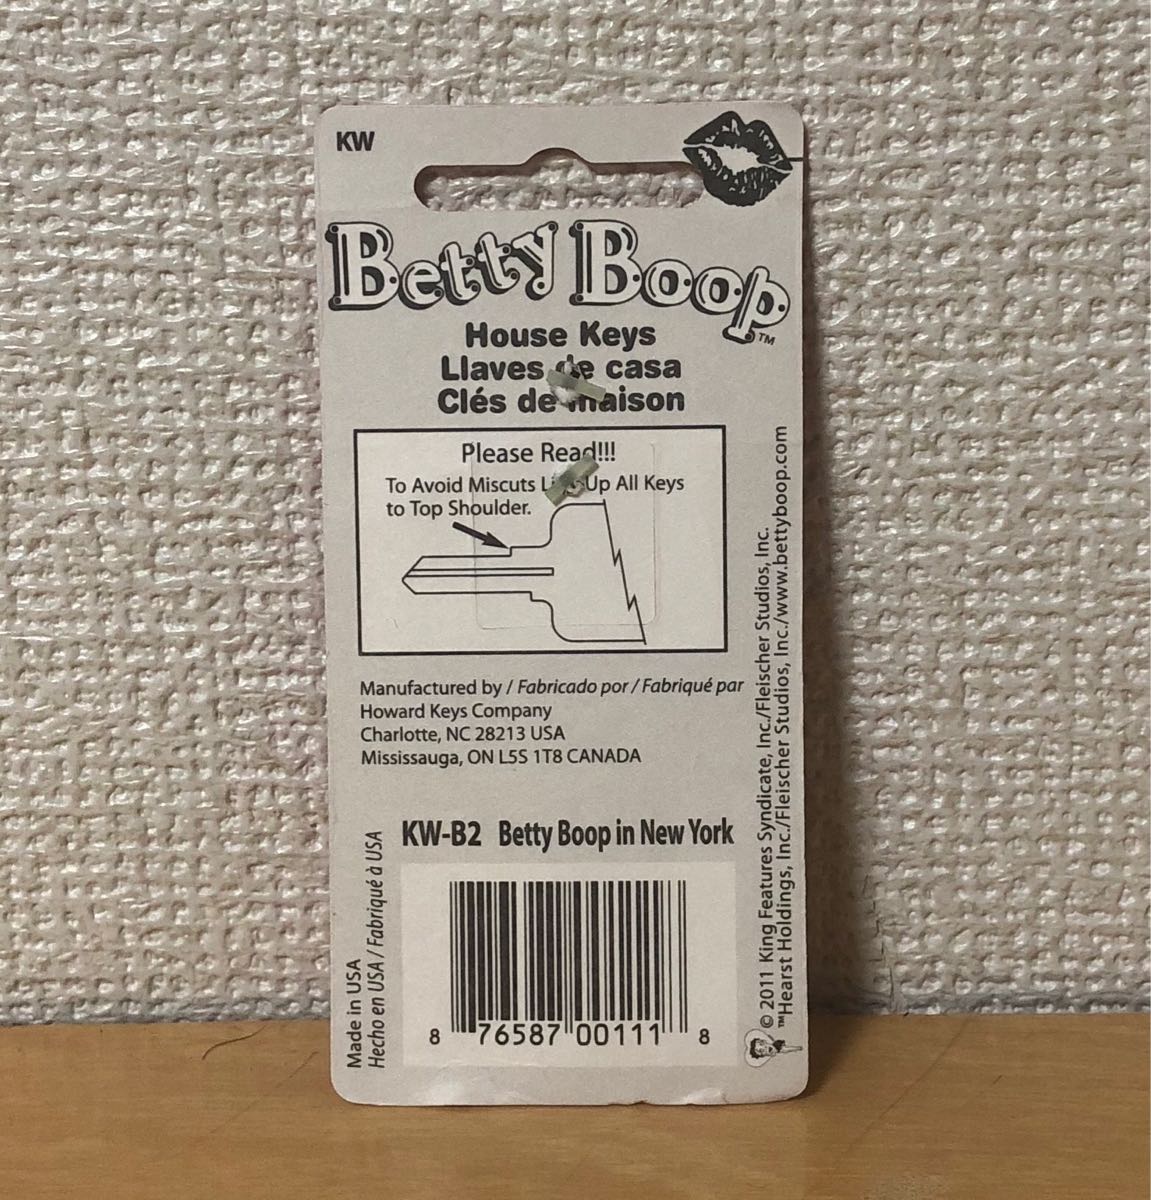 KW
Betty Boop™
House Keys
Llaves de casa
Clés de maison
Please Read!!!
To Avoid Miscuts Up All Keys
to Top Shoulder.
Manufactured by / Fabricado por / Fabriqué par
Howard Keys Company
Charlotte, NC 28213 USA
Mississauga, ON L5S 1T8 CANADA
KW-B2 Betty Boop in New York
8 76587 00111 8
Made in USA
Hecho en USA / Fabriqué à USA
© 2011 King Features Syndicate, Inc./Fleischer Studios, Inc.
™Hearst Holdings, Inc./Fleischer Studios, Inc./www.bettyboop.com